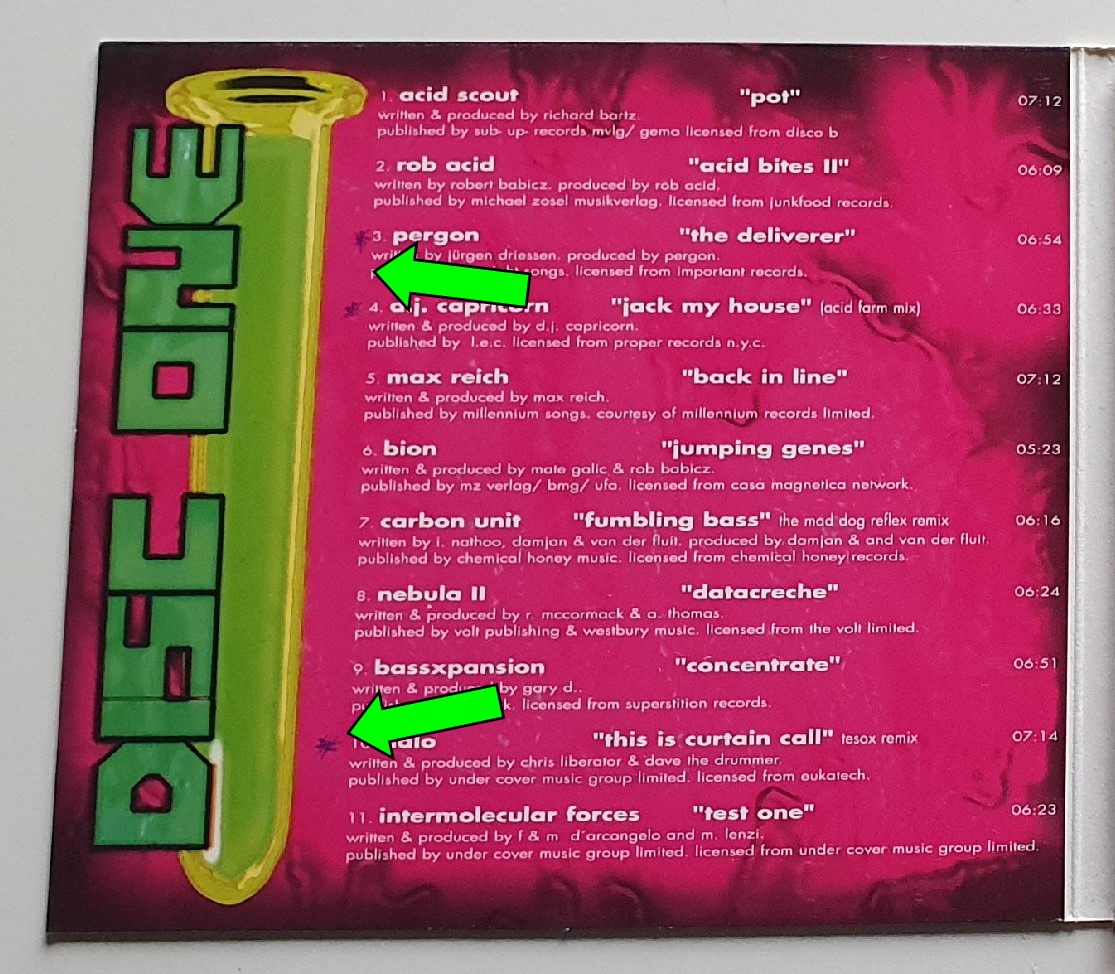 DISC ONE
1. acid scout "pot" 07:12
written & produced by richard bartz.
published by sub- up- records mvlg/ gema licensed from disco b
2. rob acid "acid bites II" 06:09
written by robert babicz, produced by rob acid.
published by michael zosel musikverlag. licensed from junkfood records.
3. pergon "the deliverer" 06:54
by jürgen driessen. produced by pergon.
songs. licensed from important records.
4. d.j. capricorn "jack my house" (acid farm mix) 06:33
written & produced by d.j. capricorn.
published by l.e.c. licensed from proper records n.y.c.
5. max reich "back in line" 07:12
written & produced by max reich.
published by millennium songs. courtesy of millennium records limited.
6. bion "jumping genes" 05:23
written & produced by mate galic & rob babicz.
published by mz verlag/ bmg/ ufa. licensed from casa magnetica network.
7. carbon unit "fumbling bass" the mad dog reflex remix 06:16
written by i. nathoo, damjan & van der fluit. produced by damjan & and van der fluit.
published by chemical honey music. licensed from chemical honey records.
8. nebula II "datacreche" 06:24
written & produced by r. mccormack & a. thomas.
published by volt publishing & westbury music. licensed from the volt limited.
9. bassxpansion "concentrate" 06:51
written & produced by gary d..
licensed from superstition records.
10. "this is curtain call" tesox remix 07:14
written & produced by chris liberator & dave the drummer.
published by under cover music group limited. licensed from eukatech.
11. intermolecular forces "test one" 06:23
written & produced by f & m d'arcangelo and m. lenzi.
published by under cover music group limited. licensed from under cover music group limited.